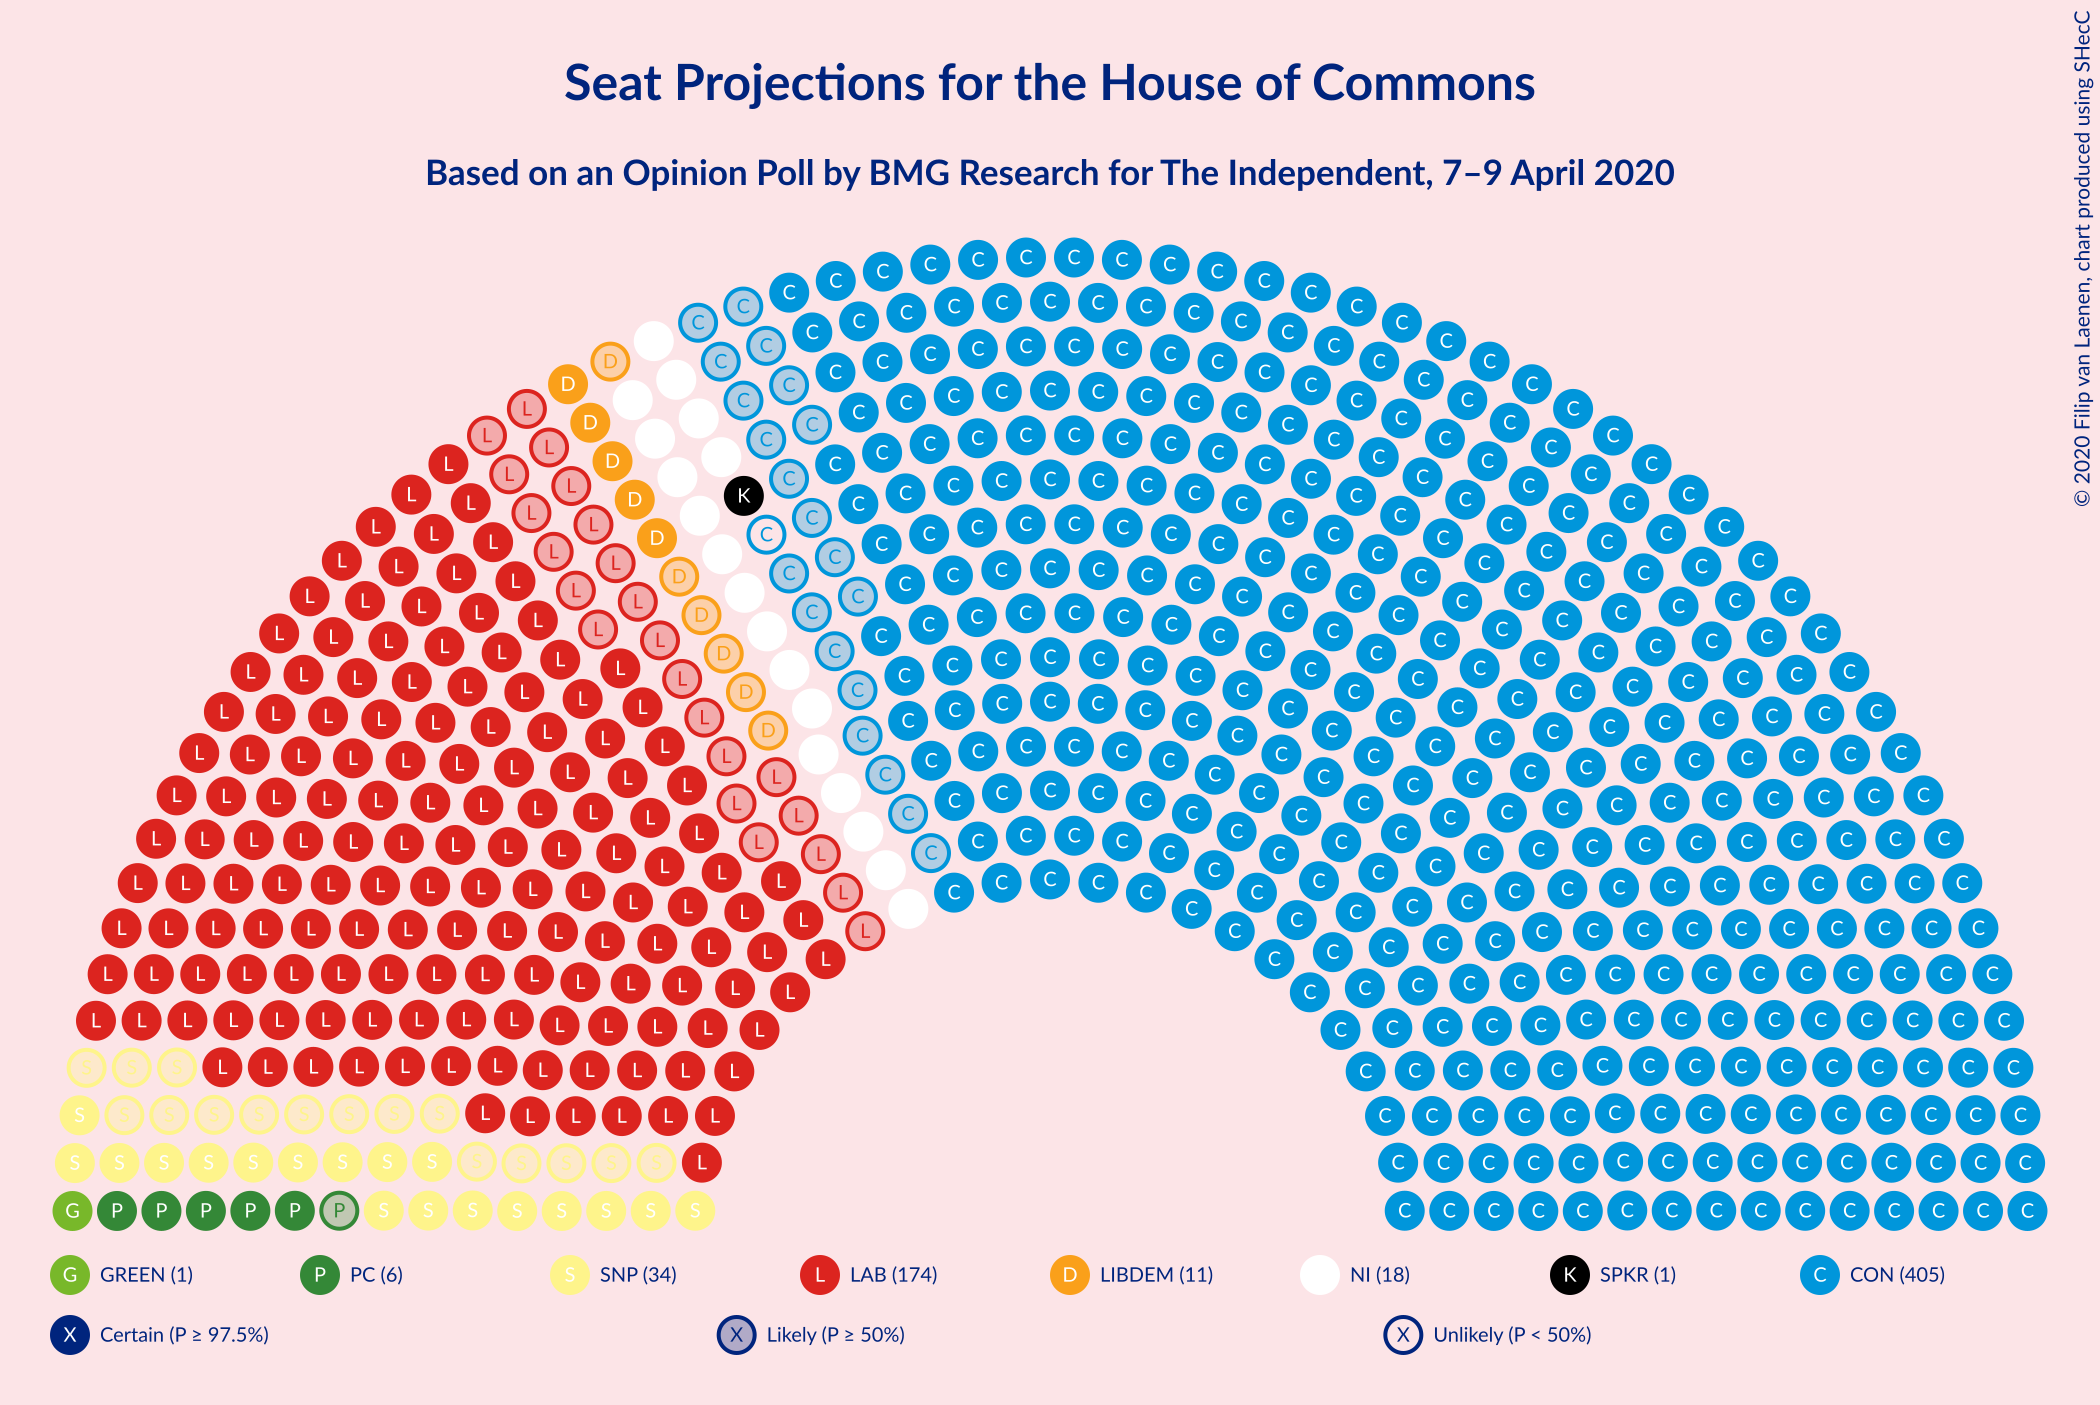 Seat Projections for the House of Commons
Based on an Opinion Poll by BMG Research for The Independent, 7–9 April 2020
© 2020 Filip van Laenen, chart produced using SHecC
G GREEN (1) P PC (6) S SNP (34) L LAB (174) D LIBDEM (11) NI (18) K SPKR (1) C CON (405)
X Certain (P ≥ 97.5%) X Likely (P ≥ 50%) X Unlikely (P < 50%)